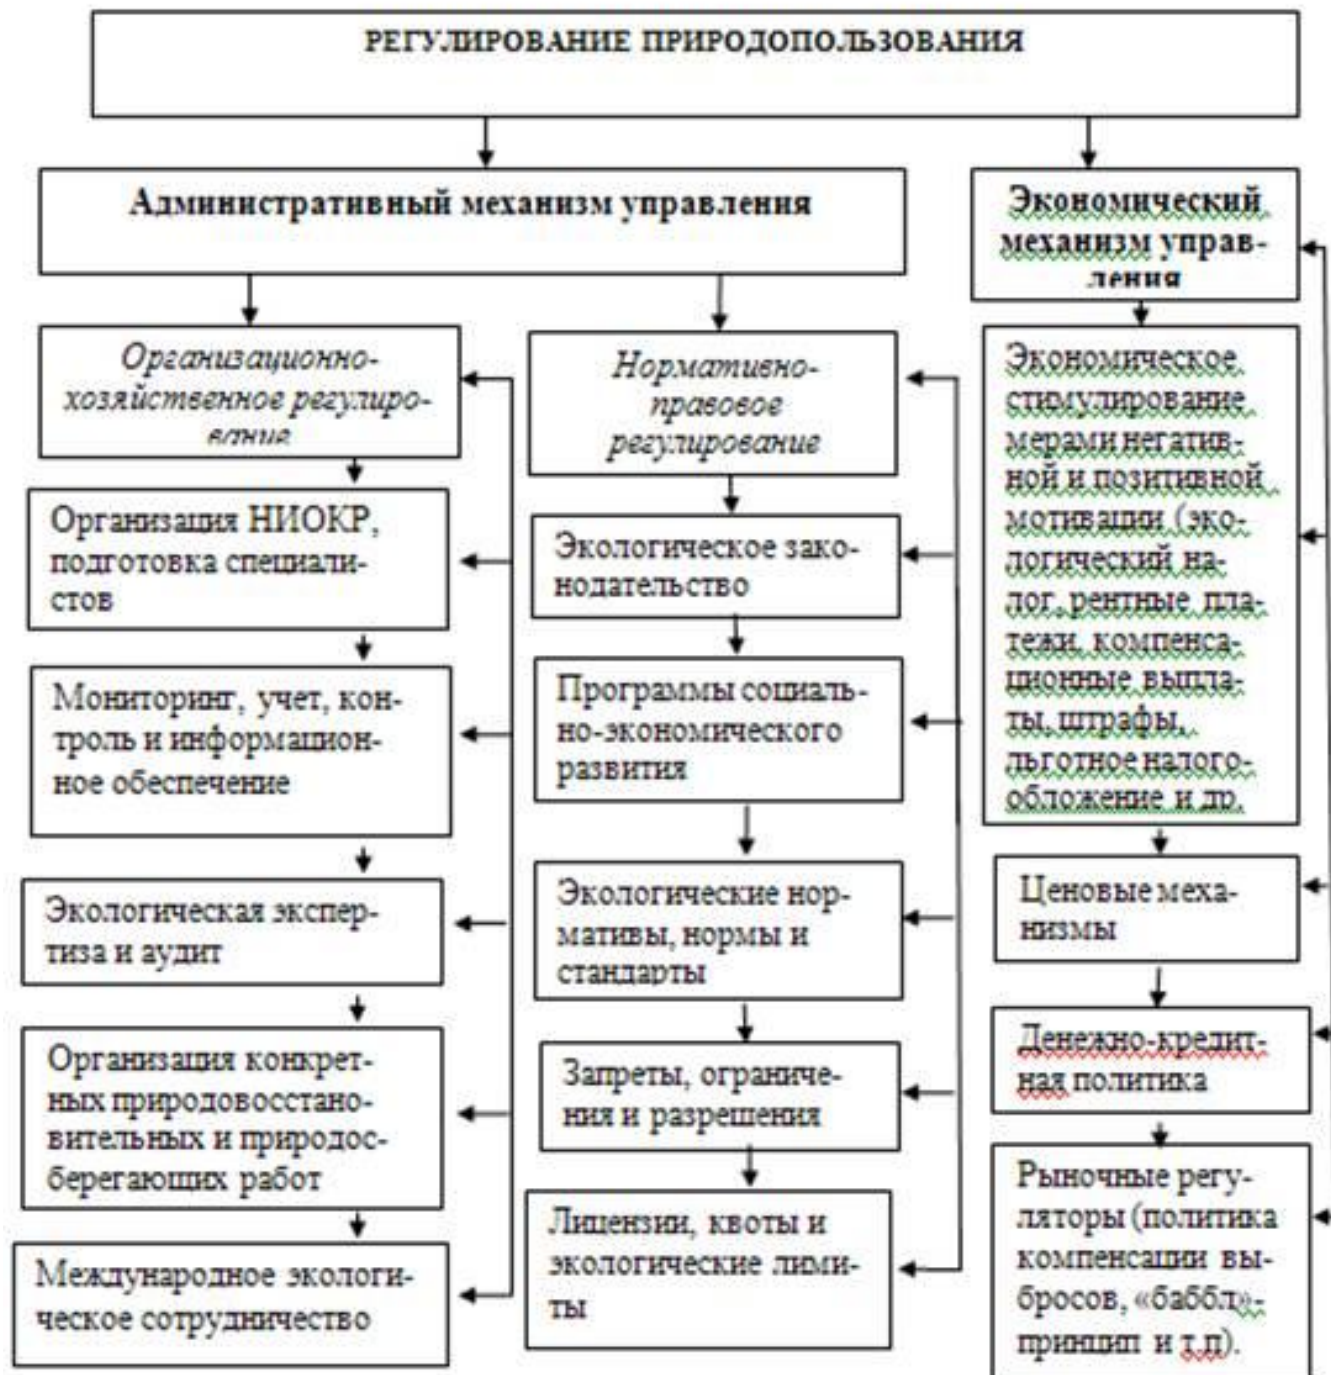 РЕГУЛИРОВАНИЕ ПРИРОДОПОЛЬЗОВАНИЯ
Административный механизм управления
Организационно-
хозяйственное регулиро-
вание
Организация НИОКР,
подготовка специали-
стов
Мониторинг, учет, кон-
троль и информацион-
ное обеспечение
Экологическая экспер-
тиза и аудит
Организация конкрет-
ных природовосстано-
вительных и природос-
берегающих работ
Международное экологи-
ческое сотрудничество
Нормативно-
правовое
регулирование
Экологическое зако-
нодательство
Программы социаль-
но-экономического
развития
Экологические нор-
мативы, нормы и
стандарты
Запреты, ограниче-
ния и разрешения
Лицензии, квоты и
экологические лими-
ты
Экономический
механизм управ-
ления
Экономическое
стимулирование
мерами негатив-
ной и позитивной
мотивации (эко-
логический на-
лог, рентные пла-
тежи, компенса-
ционные выпла-
ты, штрафы,
льготное налого-
обложение и др.
Ценовые меха-
низмы
Денежно-кредит-
ная политика
Рыночные регу-
ляторы (политика
компенсации вы-
бросов, «баббл»-
принцип и т.п).